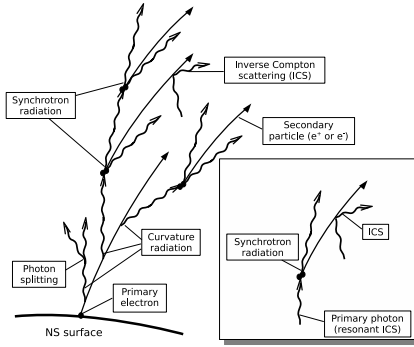 Inverse Compton
scattering (ICS)
Synchrotron
radiation
Secondary
particle (e⁺ or e⁻)
Curvature
radiation
Photon
splitting
Primary
electron
NS surface
ICS
Synchrotron
radiation
Primary photon
(resonant ICS)